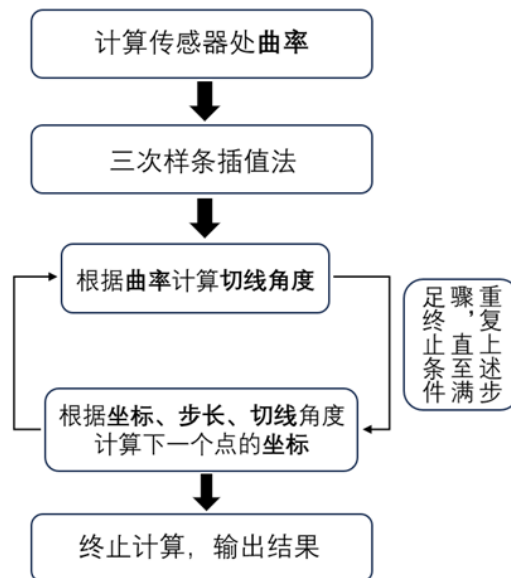 计算传感器处曲率
三次样条插值法
根据曲率计算切线角度
重复上述步
骤，直至满
足终止条件
根据坐标、步长、切线角度
计算下一个点的坐标
终止计算，输出结果